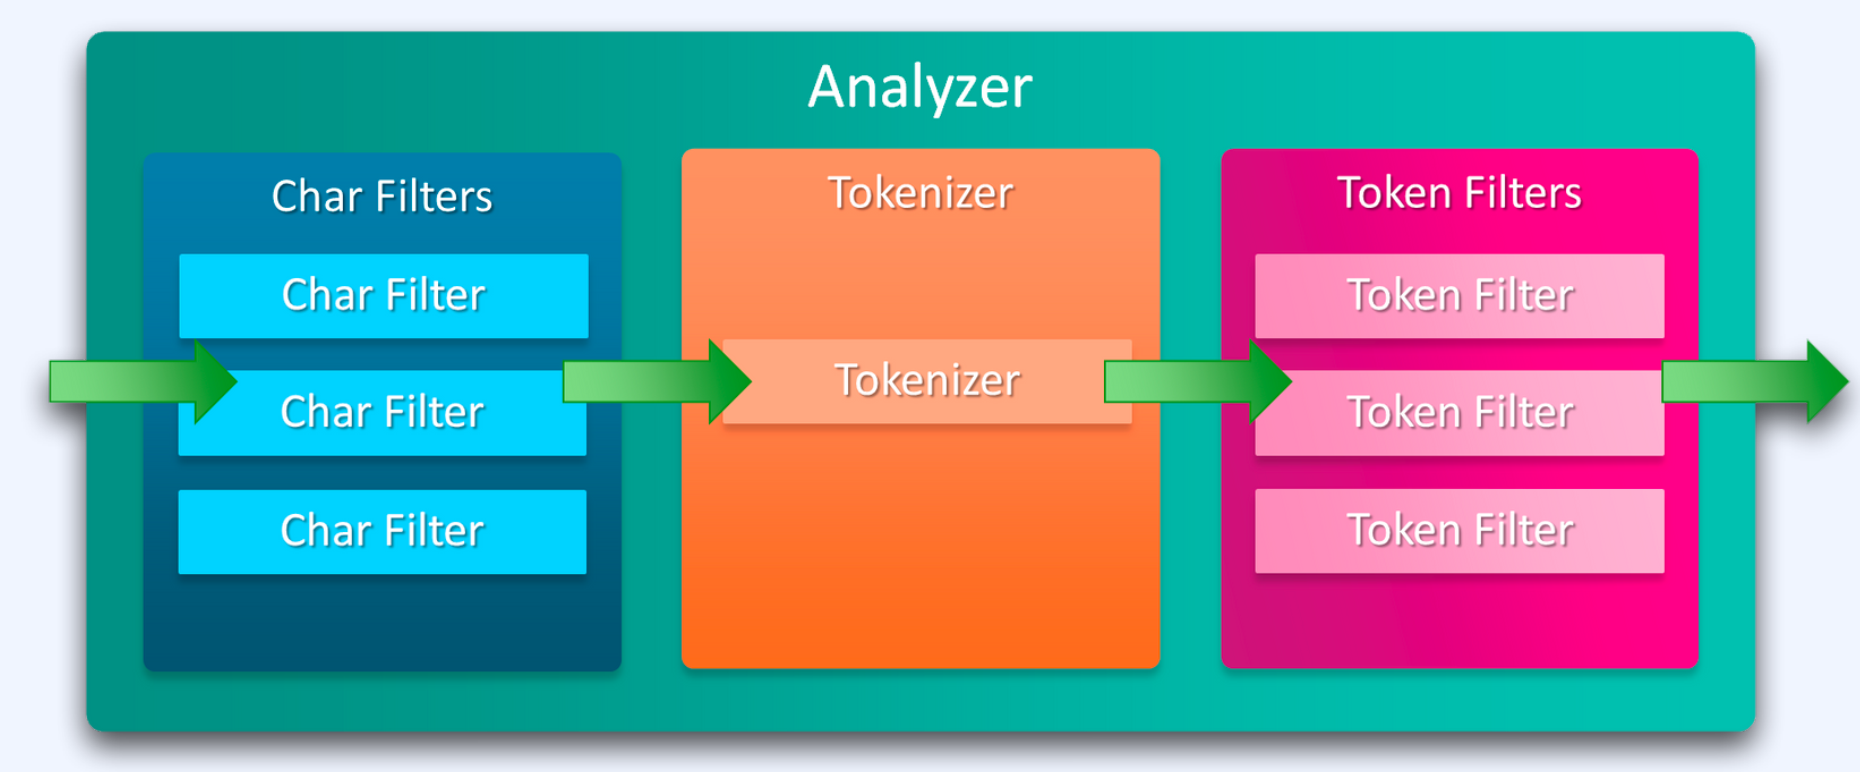 Analyzer
Char Filters
Char Filter
Char Filter
Char Filter
Tokenizer
Tokenizer
Token Filters
Token Filter
Token Filter
Token Filter